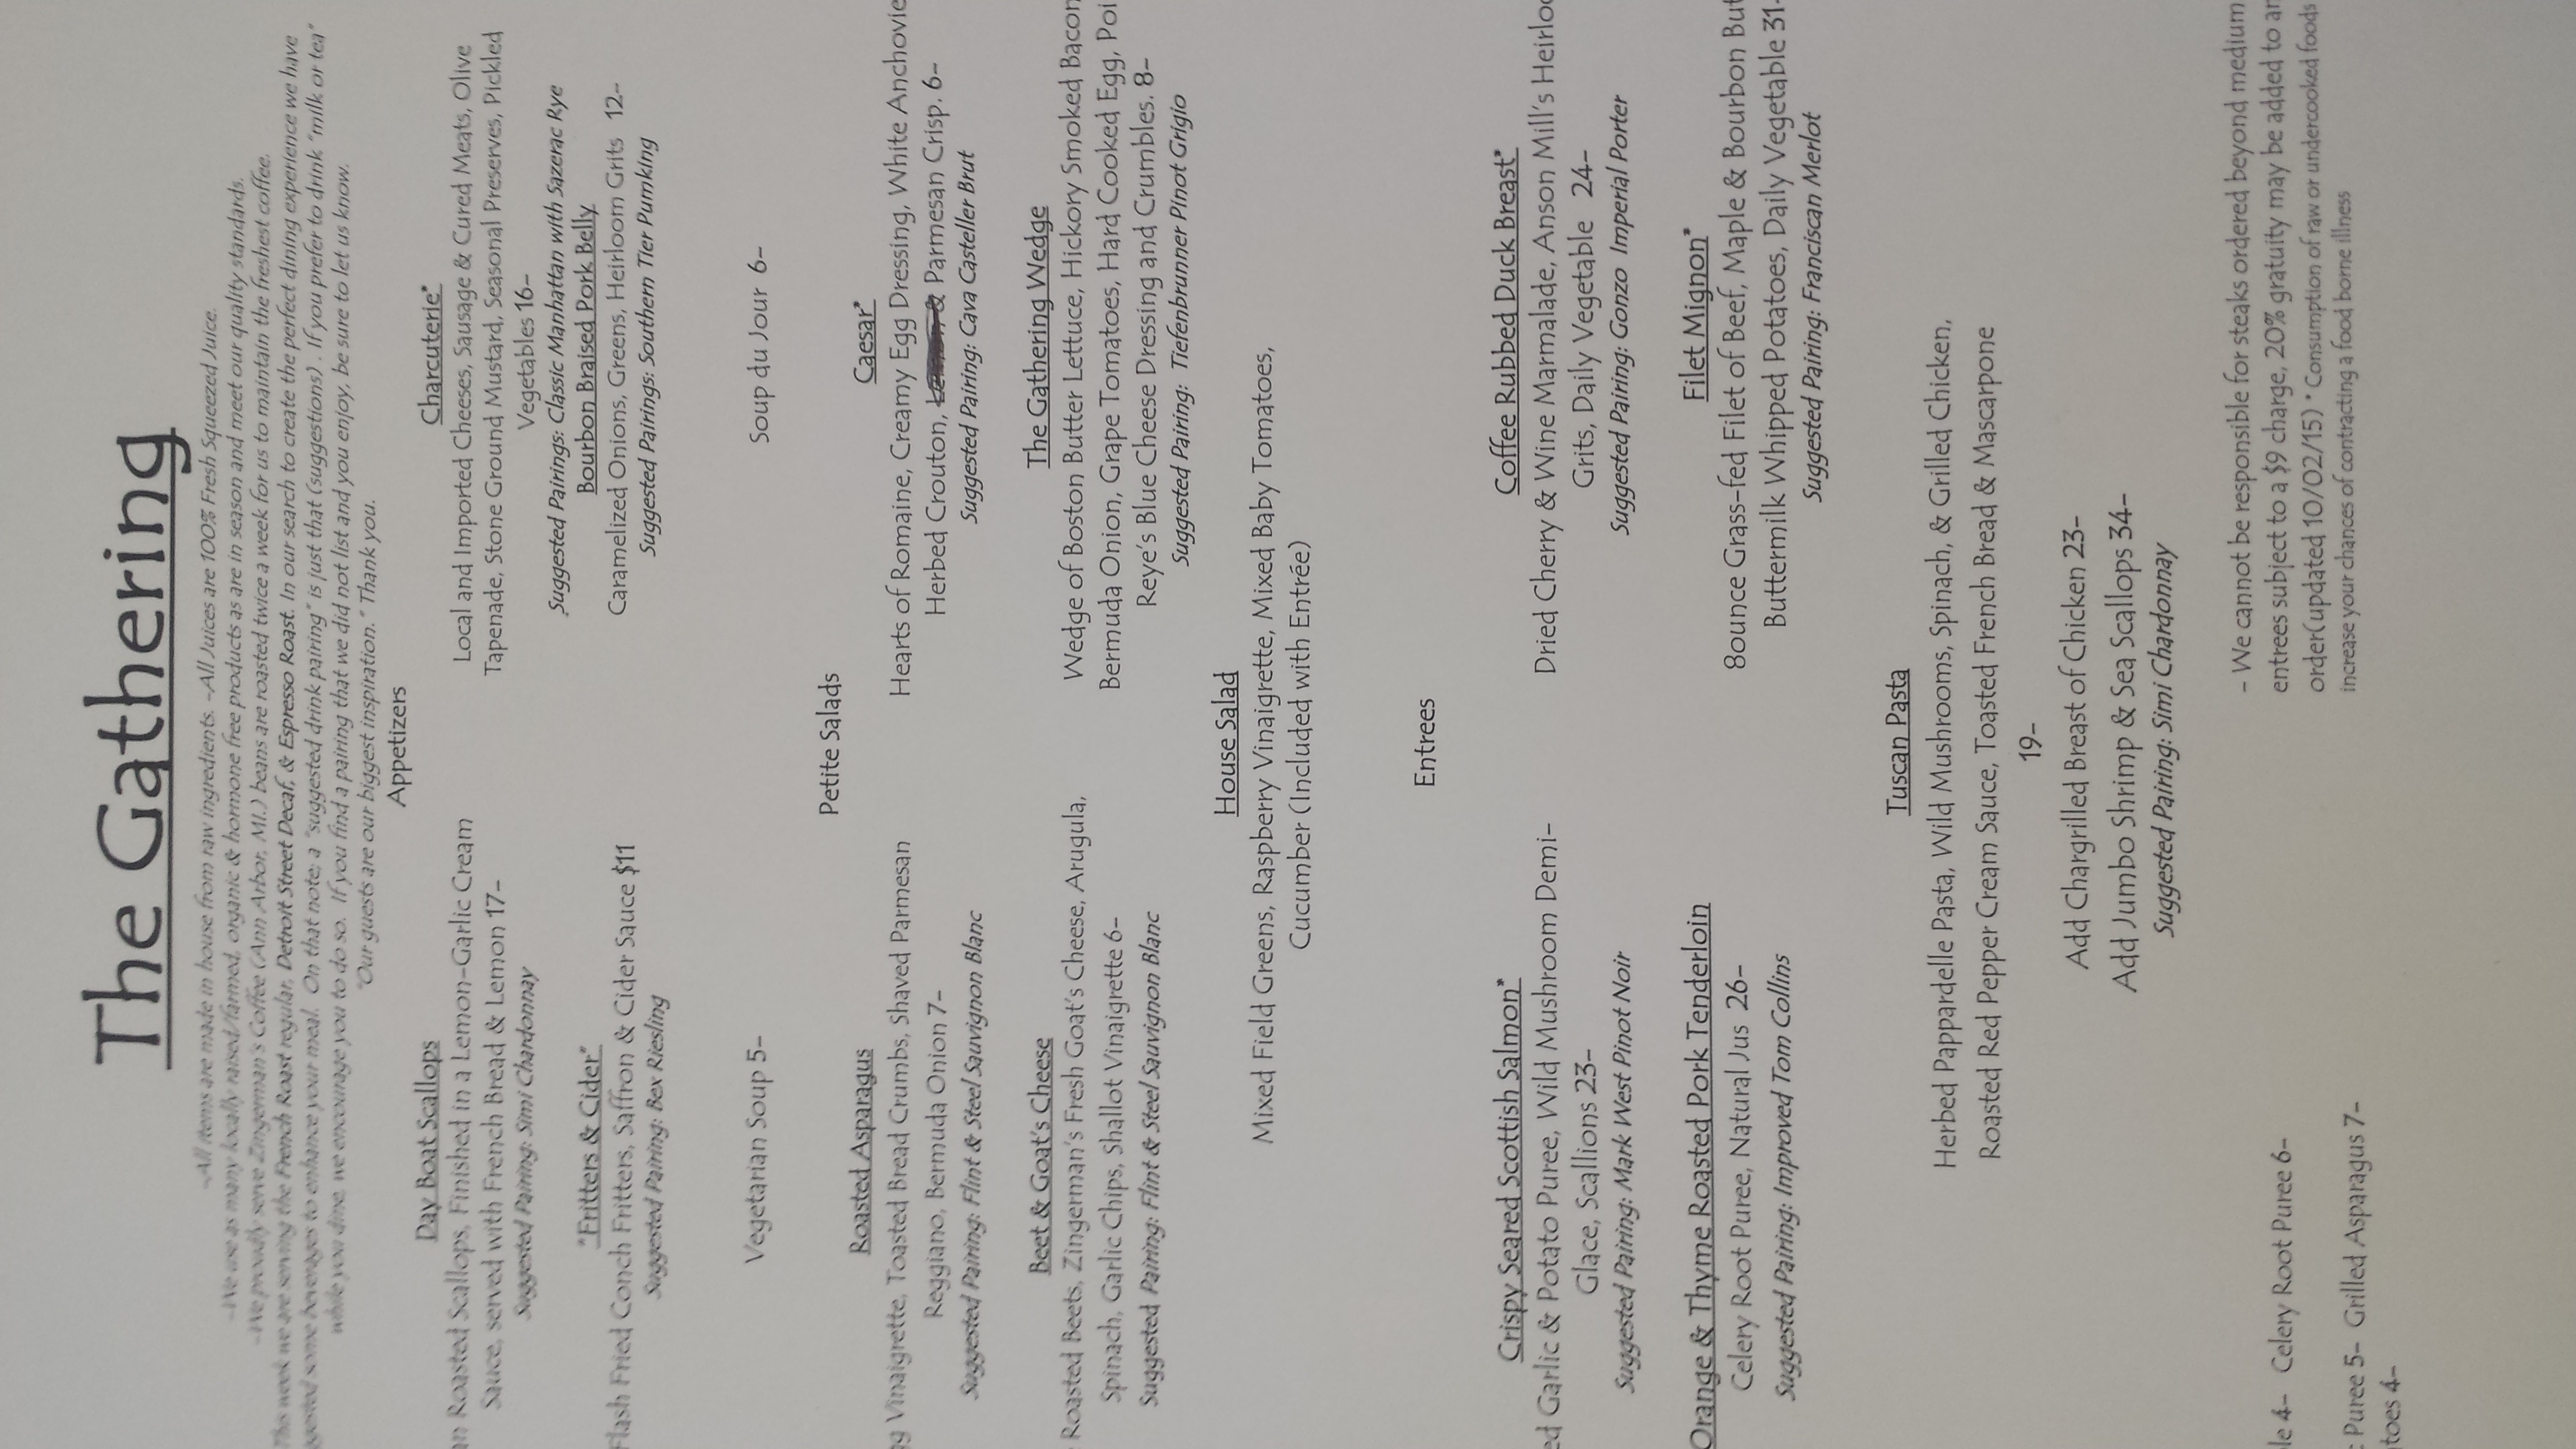 The Gathering
-All items are made in house from raw ingredients. -All Juices are 100% Fresh Squeezed Juice.
-We use as many locally raised/farmed, organic & hormone free products as are in season and meet our quality standards.
-We proudly serve Zingerman's Coffee (Ann Arbor, MI.) beans are roasted twice a week for us to maintain the freshest coffee.
This week we are serving the French Roast regular, Detroit Street Decaf, & Espresso Roast. In our search to create the perfect dining experience we have
some beverages to enhance your meal. On that note; a "suggested drink pairing" is just that (suggestions). If you prefer to drink "milk or tea"
while you dine, we encourage you to do so. If you find a pairing that we did not list and you enjoy, be sure to let us know.
"Our guests are our biggest inspiration." Thank you.
Appetizers
Day Boat Scallops
Roasted Scallops, Finished in a Lemon-Garlic Cream
Sauce, served with French Bread & Lemon 17-
Suggested Pairing: Simi Chardonnay
"Fritters & Cider"
Flash Fried Conch Fritters, Saffron & Cider Sauce $11
Suggested Pairing: Bex Riesling
Charcuterie*
Local and Imported Cheeses, Sausage & Cured Meats, Olive
Tapenade, Stone Ground Mustard, Seasonal Preserves, Pickled
Vegetables 16-
Suggested Pairings: Classic Manhattan with Sazerac Rye
Bourbon Braised Pork Belly
Caramelized Onions, Greens, Heirloom Grits 12-
Suggested Pairings: Southern Tier Pumking
Vegetarian Soup 5-
Soup du Jour 6-
Petite Salads
Roasted Asparagus
Vinaigrette, Toasted Bread Crumbs, Shaved Parmesan
Reggiano, Bermuda Onion 7-
Suggested Pairing: Flint & Steel Sauvignon Blanc
Beet & Goat's Cheese
Roasted Beets, Zingerman's Fresh Goat's Cheese, Arugula,
Spinach, Garlic Chips, Shallot Vinaigrette 6-
Suggested Pairing: Flint & Steel Sauvignon Blanc
Caesar*
Hearts of Romaine, Creamy Egg Dressing, White Anchovie
Herbed Crouton, & Parmesan Crisp. 6-
Suggested Pairing: Cava Casteller Brut
The Gathering Wedge
Wedge of Boston Butter Lettuce, Hickory Smoked Bacon
Bermuda Onion, Grape Tomatoes, Hard Cooked Egg, Poi
Reye's Blue Cheese Dressing and Crumbles. 8-
Suggested Pairing: Tiefenbrunner Pinot Grigio
House Salad
Mixed Field Greens, Raspberry Vinaigrette, Mixed Baby Tomatoes,
Cucumber (Included with Entrée)
Entrees
Crispy Seared Scottish Salmon*
ed Garlic & Potato Puree, Wild Mushroom Demi-
Glace, Scallions 23-
Suggested Pairing: Mark West Pinot Noir
Orange & Thyme Roasted Pork Tenderloin
Celery Root Puree, Natural Jus 26-
Suggested Pairing: Improved Tom Collins
Coffee Rubbed Duck Breast*
Dried Cherry & Wine Marmalade, Anson Mill's Heirloo
Grits, Daily Vegetable 24-
Suggested Pairing: Gonzo Imperial Porter
Filet Mignon*
8ounce Grass-fed Filet of Beef, Maple & Bourbon But
Buttermilk Whipped Potatoes, Daily Vegetable 31-
Suggested Pairing: Franciscan Merlot
Tuscan Pasta
Herbed Pappardelle Pasta, Wild Mushrooms, Spinach, & Grilled Chicken,
Roasted Red Pepper Cream Sauce, Toasted French Bread & Mascarpone
19-
Add Chargrilled Breast of Chicken 23-
Add Jumbo Shrimp & Sea Scallops 34-
Suggested Pairing: Simi Chardonnay
le 4- Celery Root Puree 6-
Puree 5- Grilled Asparagus 7-
toes 4-
- We cannot be responsible for steaks ordered beyond medium
entrees subject to a $9 charge, 20% gratuity may be added to an
order(updated 10/02/15) * Consumption of raw or undercooked foods
increase your chances of contracting a food borne illness